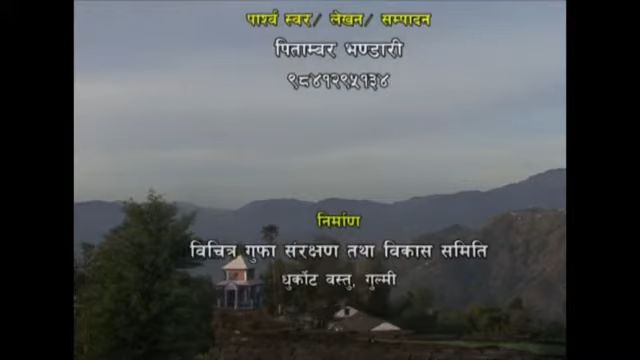 पार्श्व स्वर/ लेखन/ सम्पादन
पिताम्बर भण्डारी
९८४१२९५१३४
निर्माण
विचित्र गुफा संरक्षण तथा विकास समिति
धुर्कोट वस्तु, गुल्मी